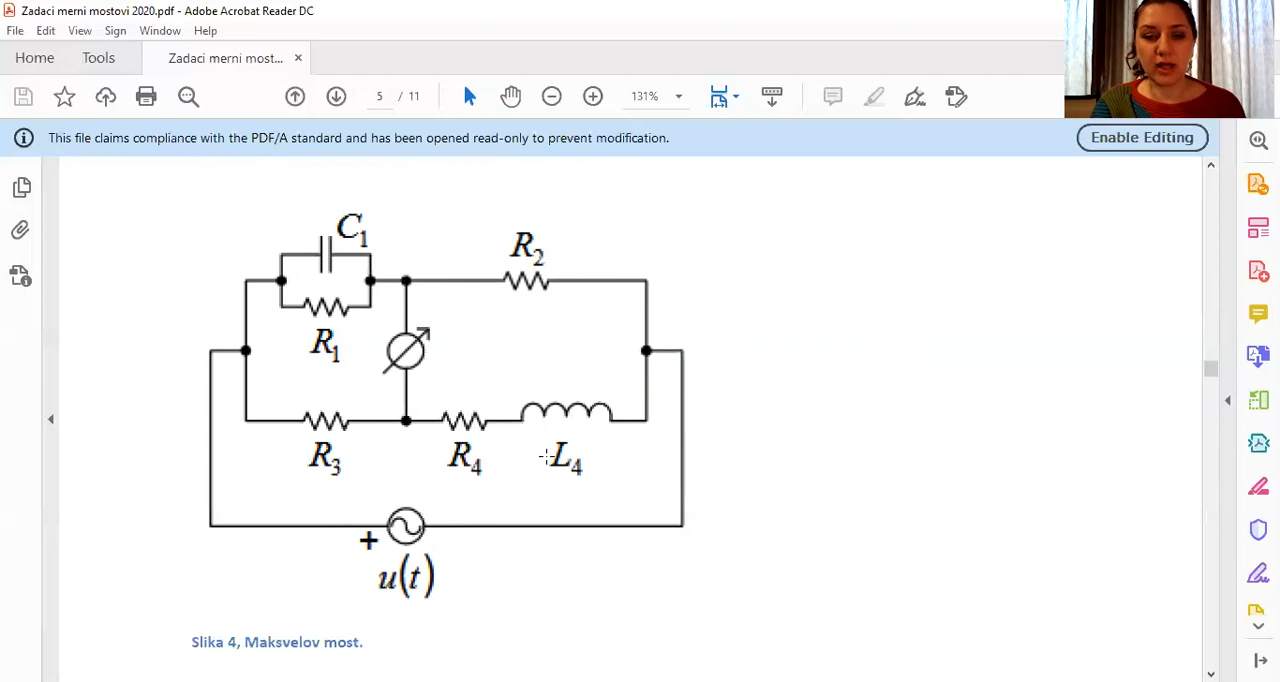 Zadaci merni mostovi 2020.pdf - Adobe Acrobat Reader DC
File Edit View Sign Window Help
Home Tools Zadaci merni most... ×
5 / 11 131%
This file claims compliance with the PDF/A standard and has been opened read-only to prevent modification. Enable Editing
C₁
R₂
R₁
R₃ R₄ L₄
+
u(t)
Slika 4, Maksvelov most.